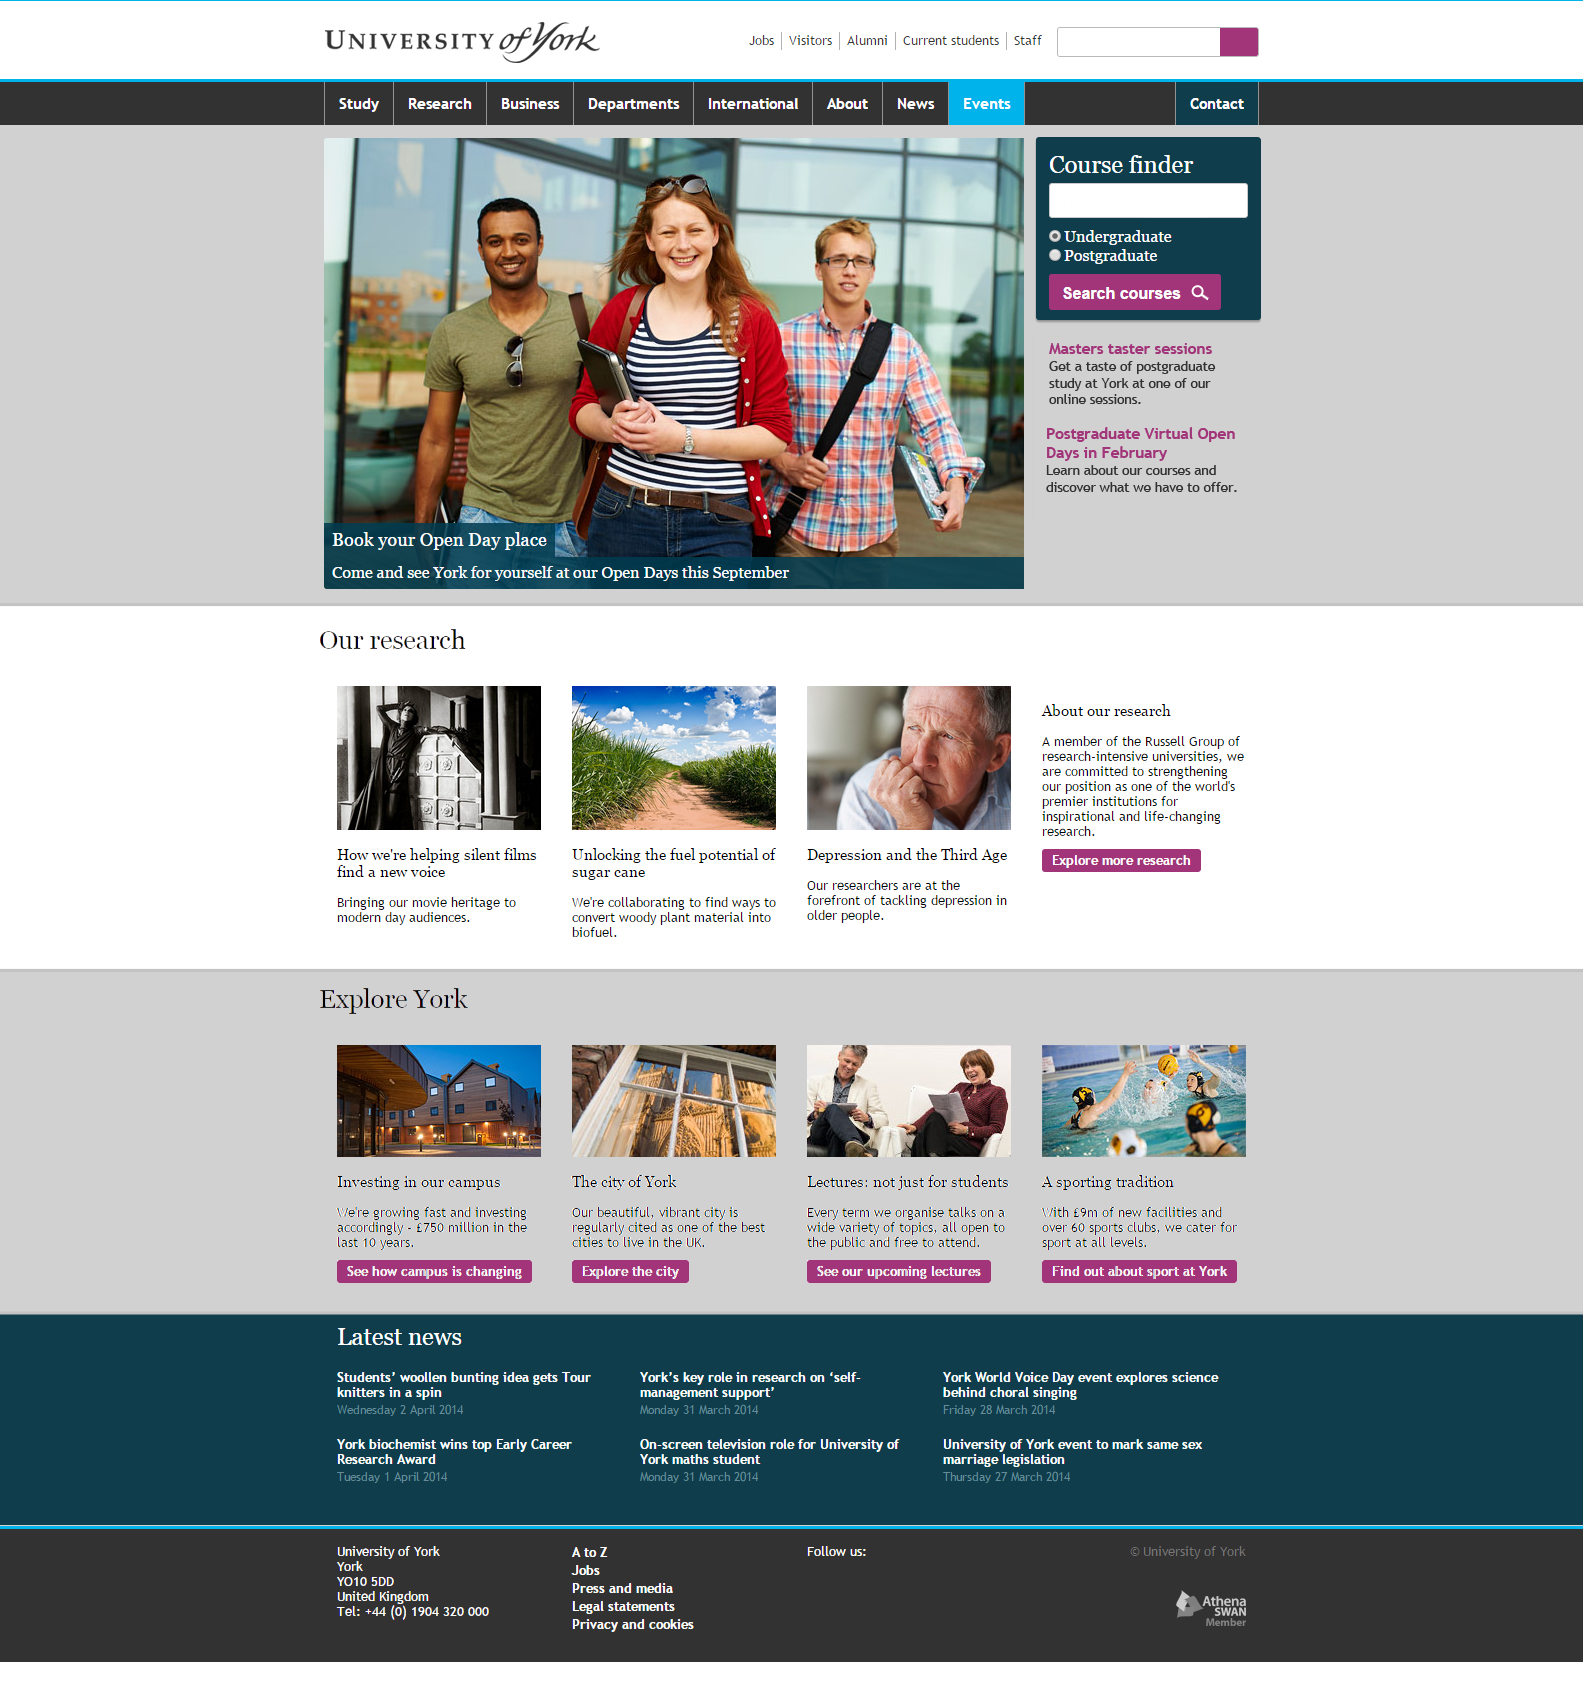 UNIVERSITY of York
Jobs
Visitors
Alumni
Current students
Staff
Study
Research
Business
Departments
International
About
News
Events
Contact
Book your Open Day place
Come and see York for yourself at our Open Days this September
Course finder
Undergraduate
Postgraduate
Search courses
Masters taster sessions
Get a taste of postgraduate
study at York at one of our
online sessions.
Postgraduate Virtual Open
Days in February
Learn about our courses and
discover what we have to offer.
Our research
How we're helping silent films
find a new voice
Bringing our movie heritage to
modern day audiences.
Unlocking the fuel potential of
sugar cane
We're collaborating to find ways to
convert woody plant material into
biofuel.
Depression and the Third Age
Our researchers are at the
forefront of tackling depression in
older people.
About our research
A member of the Russell Group of
research-intensive universities, we
are committed to strengthening
our position as one of the world's
premier institutions for
inspirational and life-changing
research.
Explore more research
Explore York
Investing in our campus
We're growing fast and investing
accordingly - £750 million in the
last 10 years.
See how campus is changing
The city of York
Our beautiful, vibrant city is
regularly cited as one of the best
cities to live in the UK.
Explore the city
Lectures: not just for students
Every term we organise talks on a
wide variety of topics, all open to
the public and free to attend.
See our upcoming lectures
A sporting tradition
With £9m of new facilities and
over 60 sports clubs, we cater for
sport at all levels.
Find out about sport at York
Latest news
Students’ woollen bunting idea gets Tour
knitters in a spin
Wednesday 2 April 2014
York’s key role in research on ‘self-
management support’
Monday 31 March 2014
York World Voice Day event explores science
behind choral singing
Friday 28 March 2014
York biochemist wins top Early Career
Research Award
Tuesday 1 April 2014
On-screen television role for University of
York maths student
Monday 31 March 2014
University of York event to mark same sex
marriage legislation
Thursday 27 March 2014
University of York
York
YO10 5DD
United Kingdom
Tel: +44 (0) 1904 320 000
A to Z
Jobs
Press and media
Legal statements
Privacy and cookies
Follow us:
© University of York
Athena
SWAN
Member